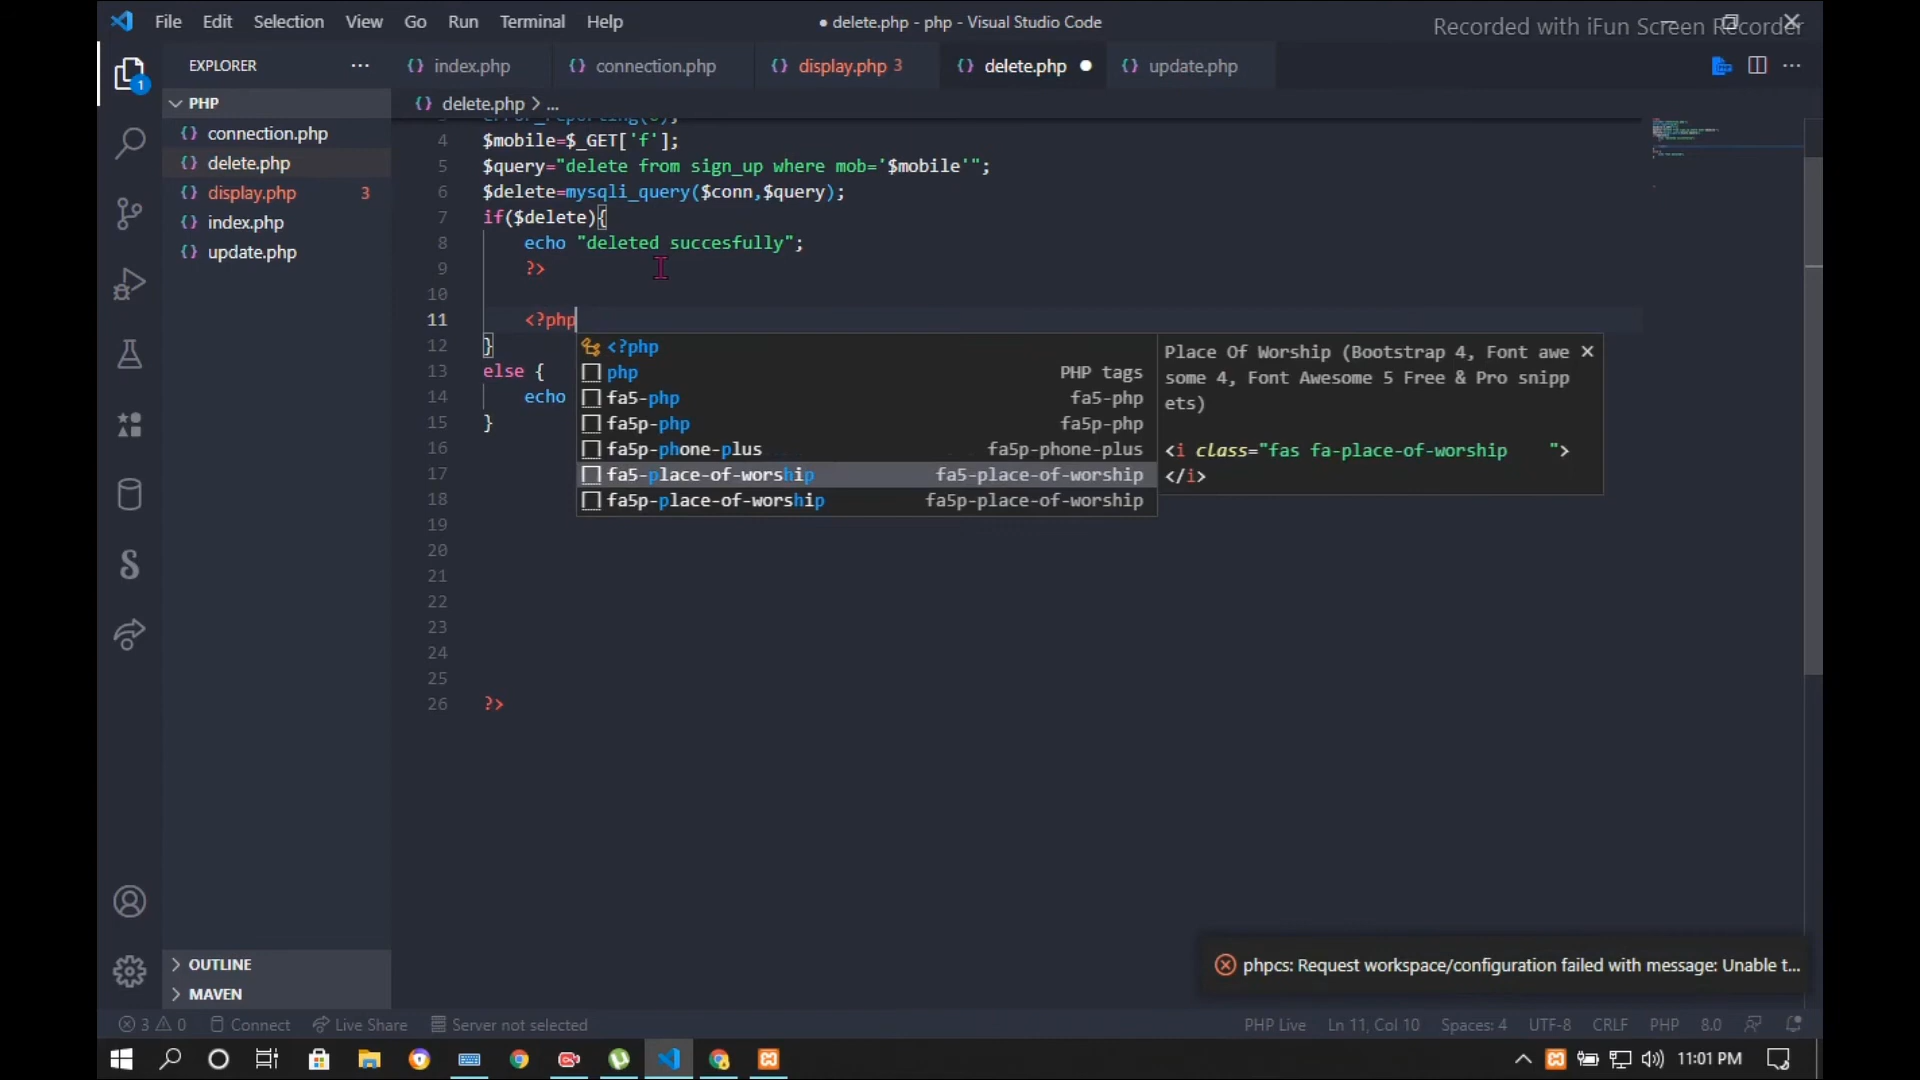 File Edit Selection View Go Run Terminal Help
● delete.php - php - Visual Studio Code
Recorded with iFun Screen Recorder
EXPLORER
index.php
connection.php
display.php 3
delete.php
update.php
PHP
delete.php > ...
connection.php
delete.php
display.php 3
index.php
update.php
4 $mobile=$_GET['f'];
5 $query="delete from sign_up where mob='$mobile'";
6 $delete=mysqli_query($conn,$query);
7 if($delete){
8 echo "deleted succesfully";
9 ?>
10
11 <?php
12 }
13 else {
14 echo
15 }
16
17
18
19
20
21
22
23
24
25
26 ?>
<?php
php PHP tags
fa5-php fa5-php
fa5p-php fa5p-php
fa5p-phone-plus fa5p-phone-plus
fa5-place-of-worship fa5-place-of-worship
fa5p-place-of-worship fa5p-place-of-worship
Place Of Worship (Bootstrap 4, Font awe
some 4, Font Awesome 5 Free & Pro snipp
ets)
<i class="fas fa-place-of-worship ">
</i>
1
OUTLINE
MAVEN
phpcs: Request workspace/configuration failed with message: Unable t...
3 0 Connect Live Share Server not selected
PHP Live Ln 11, Col 10 Spaces: 4 UTF-8 CRLF PHP 8.0
11:01 PM